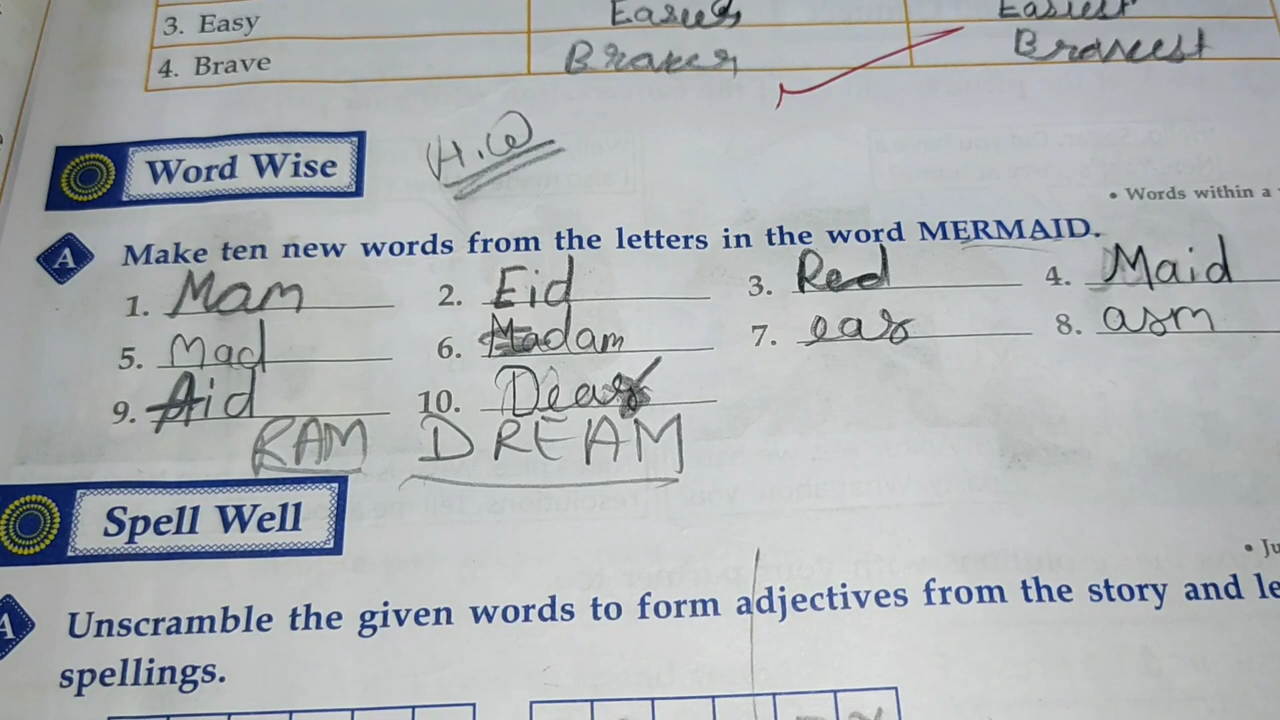 3. Easy Easier Easiest
4. Brave Braver Bravest
Word Wise H.W
• Words within a
A Make ten new words from the letters in the word MERMAID.
1. Mam 2. Eid 3. Red 4. Maid
5. Mad 6. Madam 7. ear 8. arm
9. Aid 10. Dear
RAM DREAM
Spell Well
• Ju
A Unscramble the given words to form adjectives from the story and le
spellings.